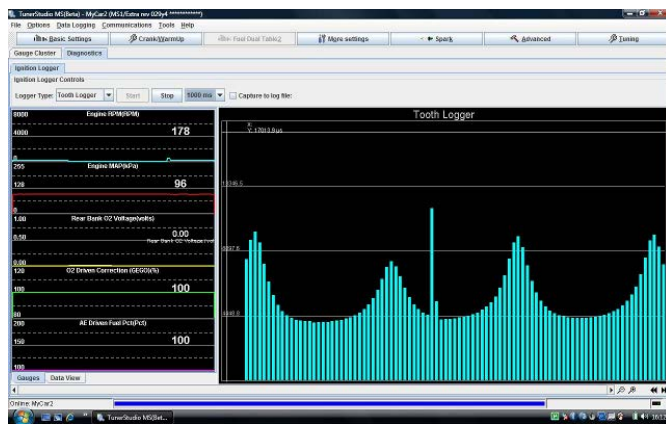 TunerStudio MS(Beta) - MyCar2 (MS1/Extra rev 029y4 ************)
File Options Data Logging Communications Tools Help
Basic Settings Crank/WarmUp Fuel Dual Table2 More settings Spark Advanced Tuning
Gauge Cluster Diagnostics
Ignition Logger
Ignition Logger Controls
Logger Type: Tooth Logger Start Stop 1000 ms Capture to log file:
8000 Engine RPM(RPM)
4000 178
0
255 Engine MAP(kPa)
128 96
0
1.00 Rear Bank O2 Voltage(volts)
0.50 0.00
0.00
120 O2 Driven Correction (GEGO)(%)
100 100
80
200 AE Driven Fuel Pct(Pct)
150 100
100
Tooth Logger
X:
Gauges Data View
Online: MyCar2
TunerStudio MS(Bet...